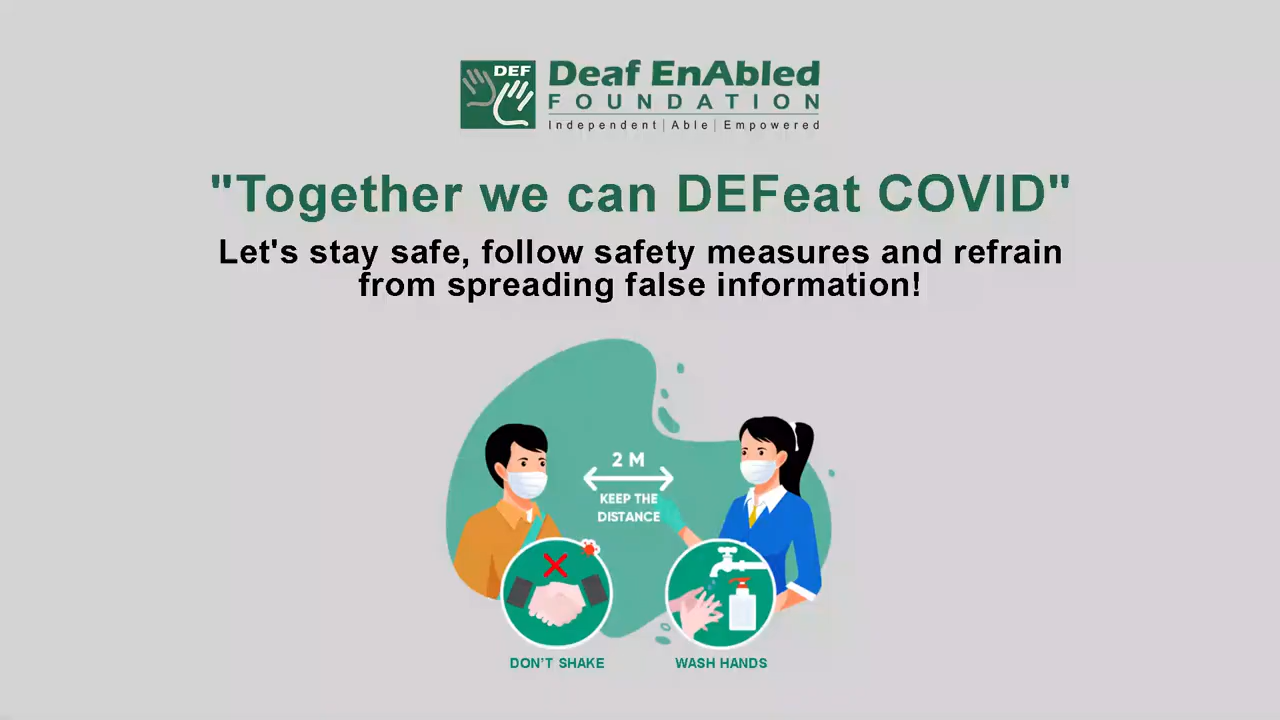 DEF
Deaf EnAbled
FOUNDATION
Independent | Able | Empowered
"Together we can DEFeat COVID"
Let's stay safe, follow safety measures and refrain
from spreading false information!
2 M
KEEP THE
DISTANCE
DON'T SHAKE
WASH HANDS